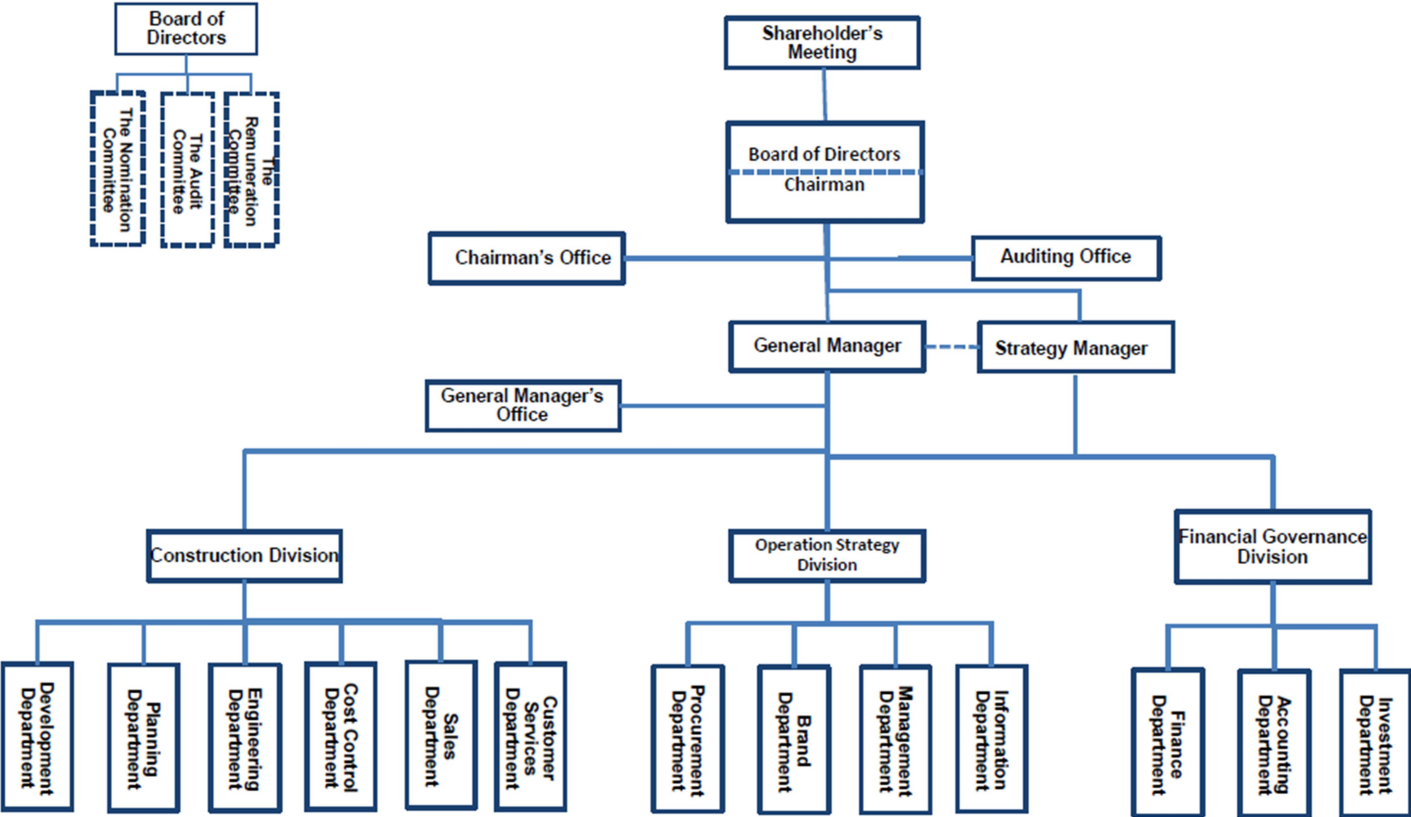 Board of
Directors
The Nomination
Committee
The Audit
Committee
The
Remuneration
Committee
Shareholder's
Meeting
Board of Directors
Chairman
Chairman's Office
Auditing Office
General Manager
Strategy Manager
General Manager's
Office
Construction Division
Operation Strategy
Division
Financial Governance
Division
Development
Department
Planning
Department
Engineering
Department
Cost Control
Department
Sales
Department
Customer
Services
Department
Procurement
Department
Brand
Department
Management
Department
Information
Department
Finance
Department
Accounting
Department
Investment
Department